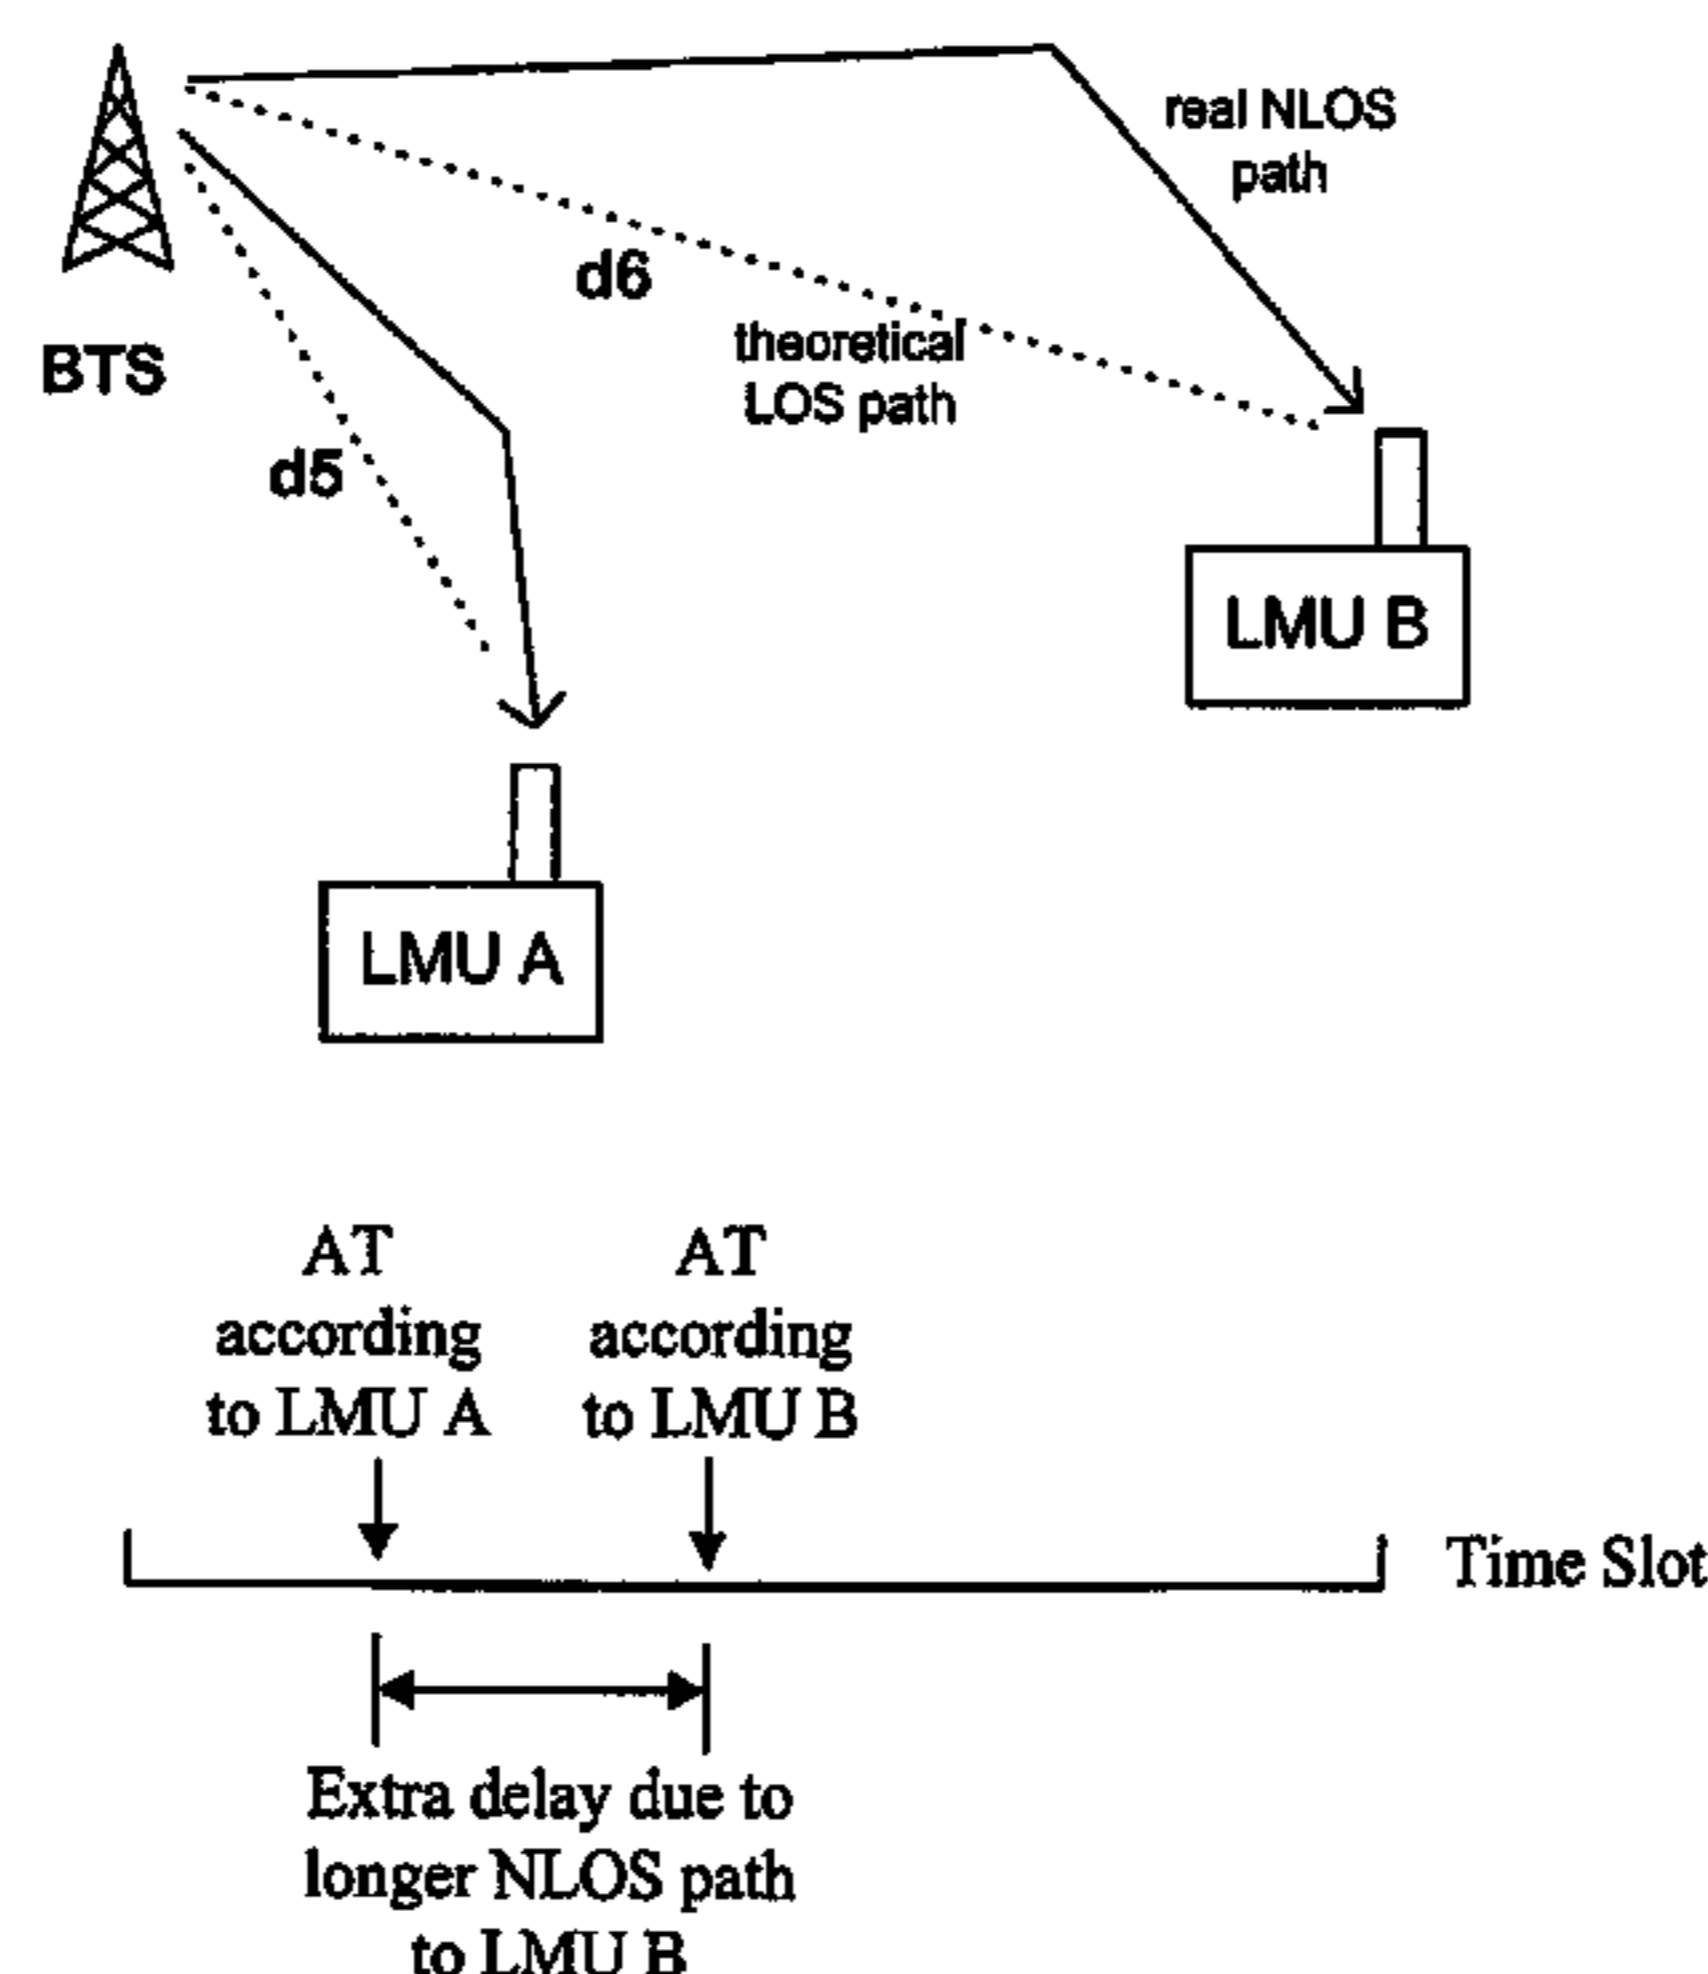 real NLOS
path
d6
theoretical
LOS path
BTS
d5
LMU B
LMU A
AT
according
to LMU A
AT
according
to LMU B
Time Slot
Extra delay due to
longer NLOS path
to LMU B